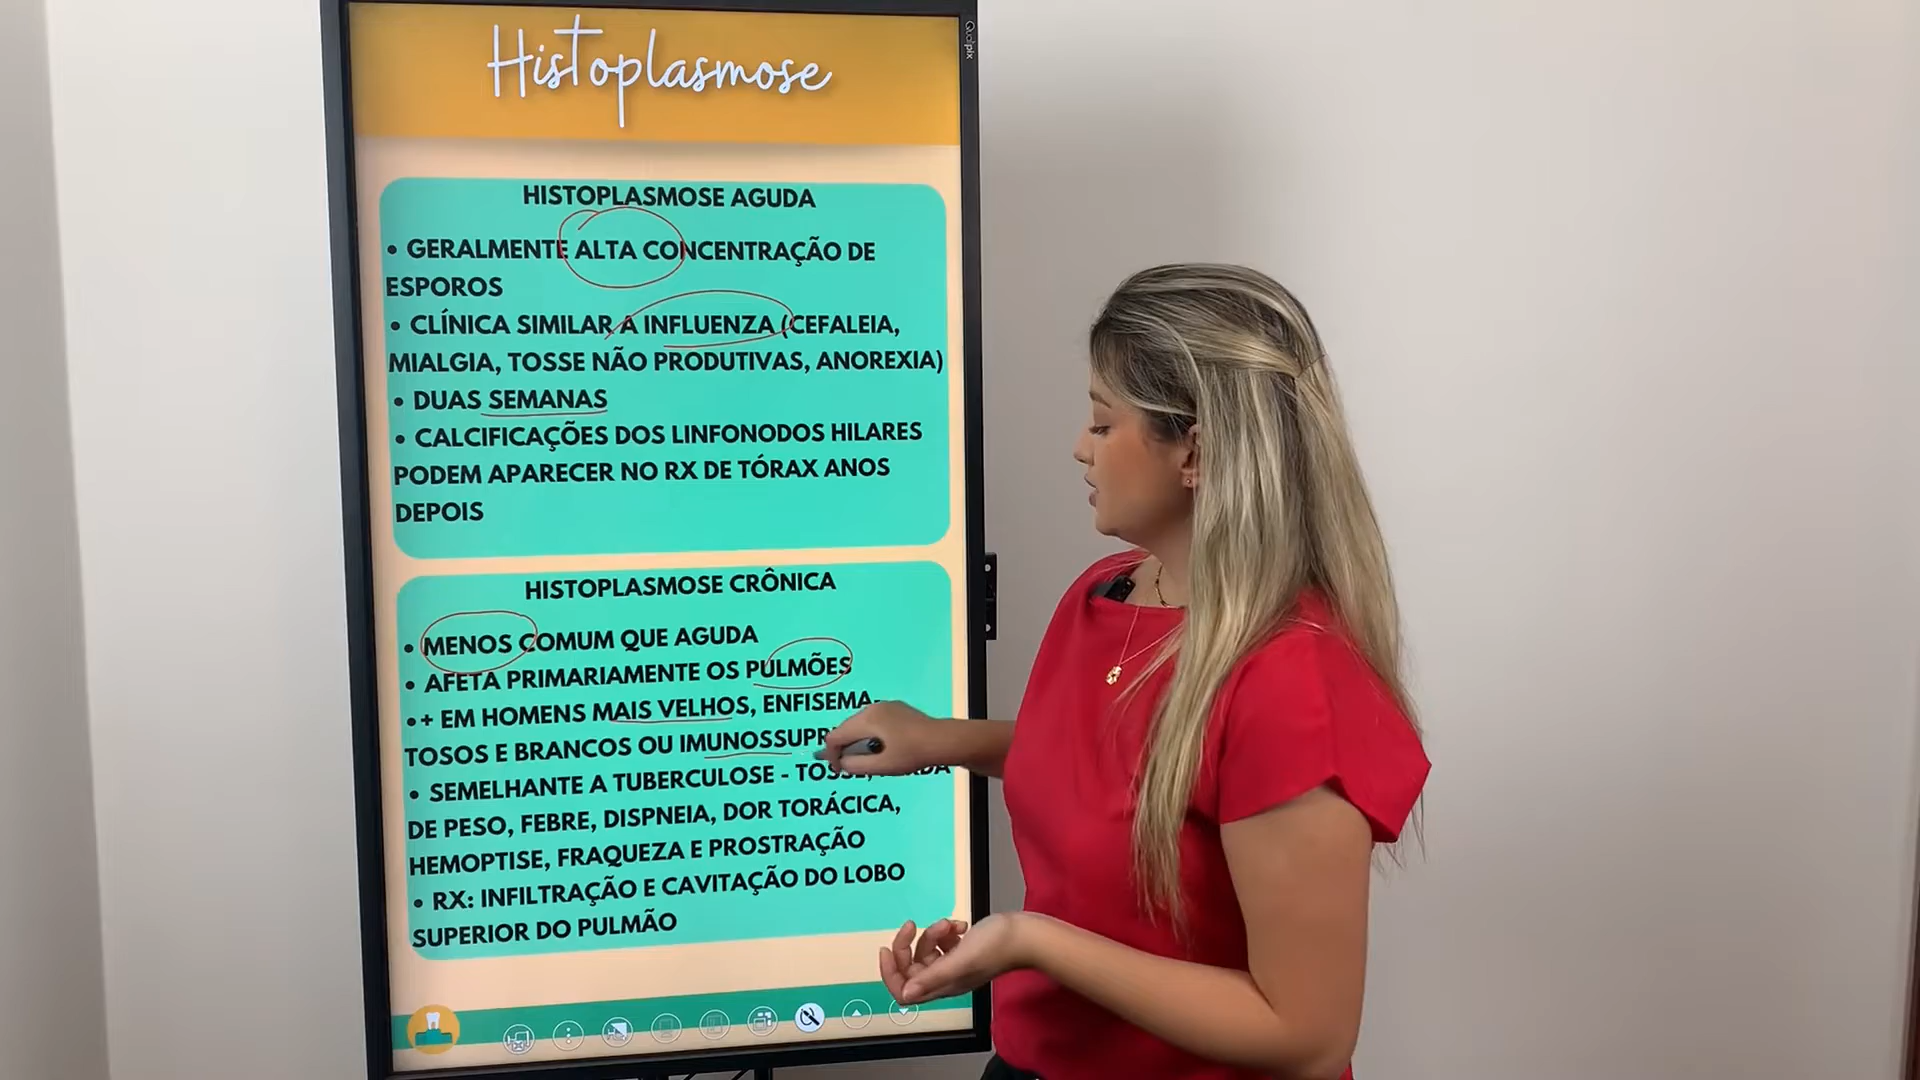 Histoplasmose
Qualpix
HISTOPLASMOSE AGUDA
• GERALMENTE ALTA CONCENTRAÇÃO DE
ESPOROS
• CLÍNICA SIMILAR A INFLUENZA (CEFALEIA,
MIALGIA, TOSSE NÃO PRODUTIVAS, ANOREXIA)
• DUAS SEMANAS
• CALCIFICAÇÕES DOS LINFONODOS HILARES
PODEM APARECER NO RX DE TÓRAX ANOS
DEPOIS
HISTOPLASMOSE CRÔNICA
• MENOS COMUM QUE AGUDA
• AFETA PRIMARIAMENTE OS PULMÕES
•+ EM HOMENS MAIS VELHOS, ENFISEMA-
TOSOS E BRANCOS OU
• SEMELHANTE A TUBERCULOSE - TOSSE,
DE PESO, FEBRE, DISPNEIA, DOR TORÁCICA,
HEMOPTISE, FRAQUEZA E PROSTRAÇÃO
• RX: INFILTRAÇÃO E CAVITAÇÃO DO LOBO
SUPERIOR DO PULMÃO